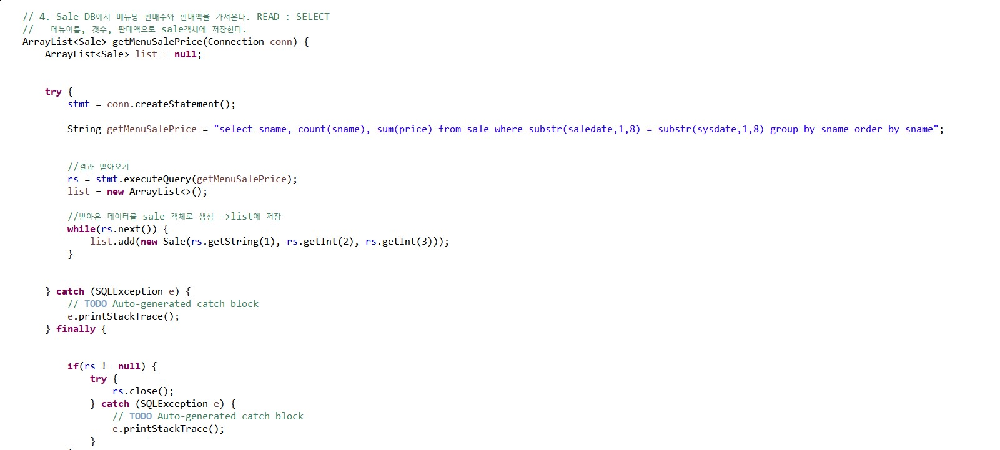 // 4. Sale DB에서 메뉴당 판매수와 판매액을 가져온다. READ : SELECT
//   메뉴이름, 갯수, 판매액으로 sale객체에 저장한다.
ArrayList<Sale> getMenuSalePrice(Connection conn) {
    ArrayList<Sale> list = null;
    try {
        stmt = conn.createStatement();
        String getMenuSalePrice = "select sname, count(sname), sum(price) from sale where substr(saledate,1,8) = substr(sysdate,1,8) group by sname order by sname";
        //결과 받아오기
        rs = stmt.executeQuery(getMenuSalePrice);
        list = new ArrayList<>();
        //받아온 데이터를 sale 객체로 생성 ->list에 저장
        while(rs.next()) {
            list.add(new Sale(rs.getString(1), rs.getInt(2), rs.getInt(3)));
        }
    } catch (SQLException e) {
        // TODO Auto-generated catch block
        e.printStackTrace();
    } finally {
        if(rs != null) {
            try {
                rs.close();
            } catch (SQLException e) {
                // TODO Auto-generated catch block
                e.printStackTrace();
            }